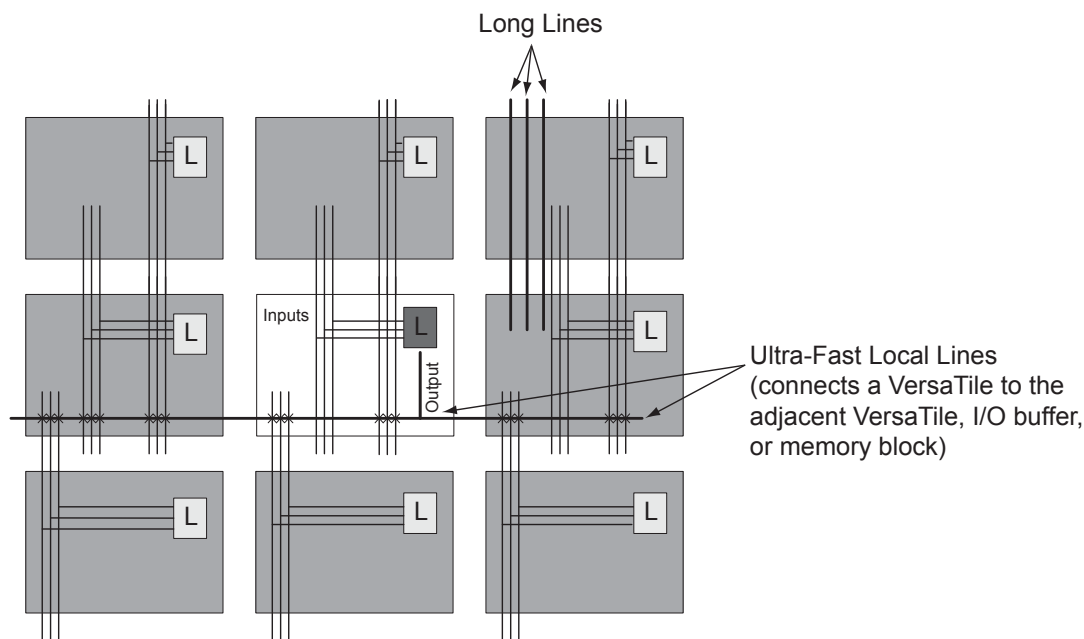 Long Lines
L L L
L Inputs L L
Output
Ultra-Fast Local Lines
(connects a VersaTile to the
adjacent VersaTile, I/O buffer,
or memory block)
L L L